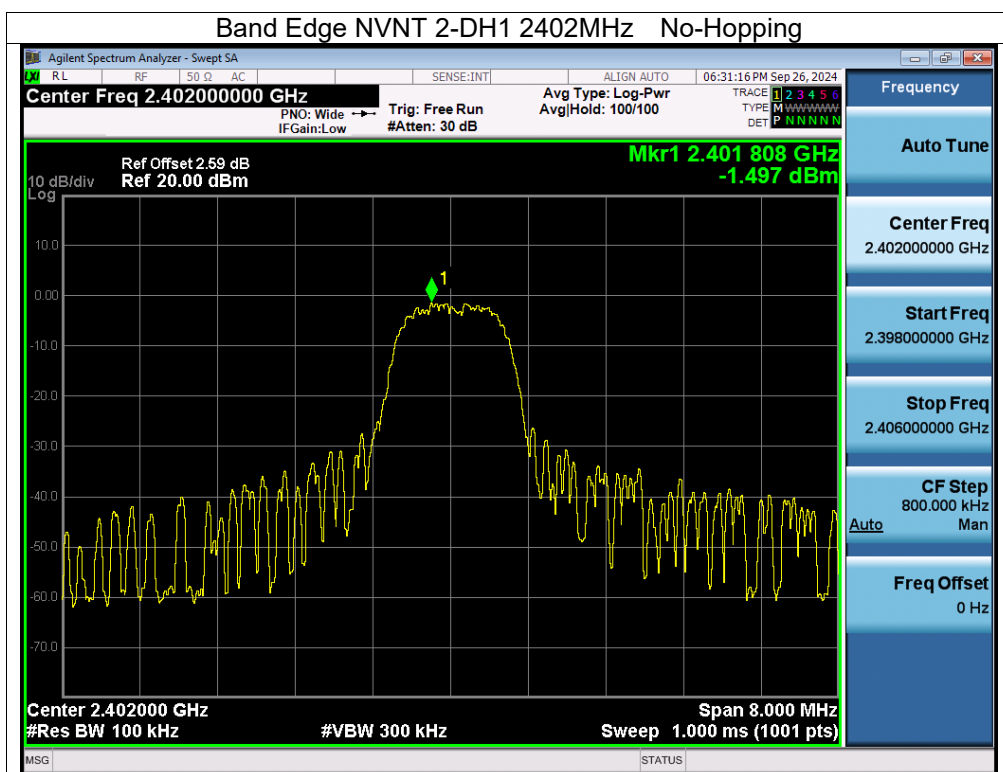 Band Edge NVNT 2-DH1 2402MHz No-Hopping
Agilent Spectrum Analyzer - Swept SA
LXI RL RF 50 Ω AC SENSE:INT ALIGN AUTO 06:31:16 PM Sep 26, 2024
Center Freq 2.402000000 GHz
PNO: Wide
IFGain:Low
Trig: Free Run
#Atten: 30 dB
Avg Type: Log-Pwr
Avg|Hold: 100/100
TRACE 1 2 3 4 5 6
TYPE M WWWWW
DET P N N N N N
Ref Offset 2.59 dB
10 dB/div Ref 20.00 dBm
Log
Mkr1 2.401 808 GHz
-1.497 dBm
10.0
0.00
-10.0
-20.0
-30.0
-40.0
-50.0
-60.0
-70.0
1
Center 2.402000 GHz Span 8.000 MHz
#Res BW 100 kHz #VBW 300 kHz Sweep 1.000 ms (1001 pts)
MSG STATUS
Frequency
Auto Tune
Center Freq
2.402000000 GHz
Start Freq
2.398000000 GHz
Stop Freq
2.406000000 GHz
CF Step
800.000 kHz
Auto Man
Freq Offset
0 Hz